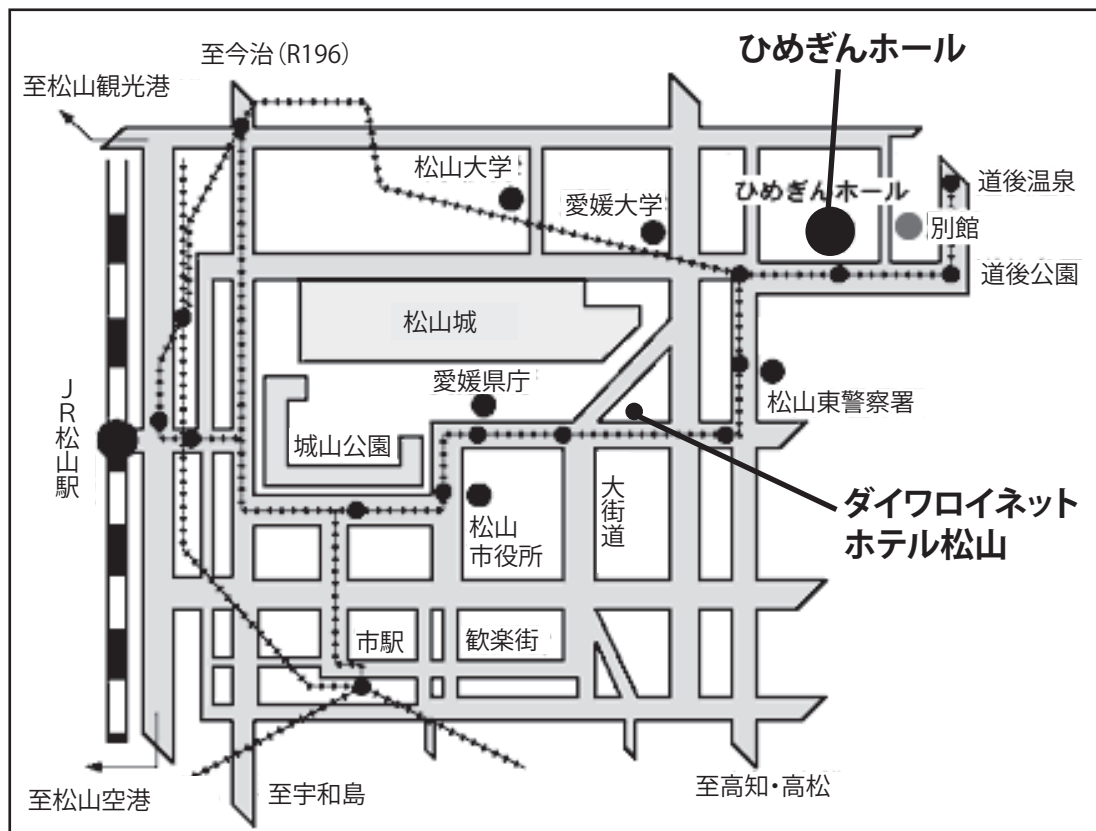 至今治（R196）
ひめぎんホール
至松山観光港
松山大学
愛媛大学
ひめぎんホール
道後温泉
別館
道後公園
松山城
愛媛県庁
松山東警察署
JR松山駅
城山公園
大街道
松山
市役所
ダイワロイネット
ホテル松山
市駅
歓楽街
至松山空港
至宇和島
至高知・高松